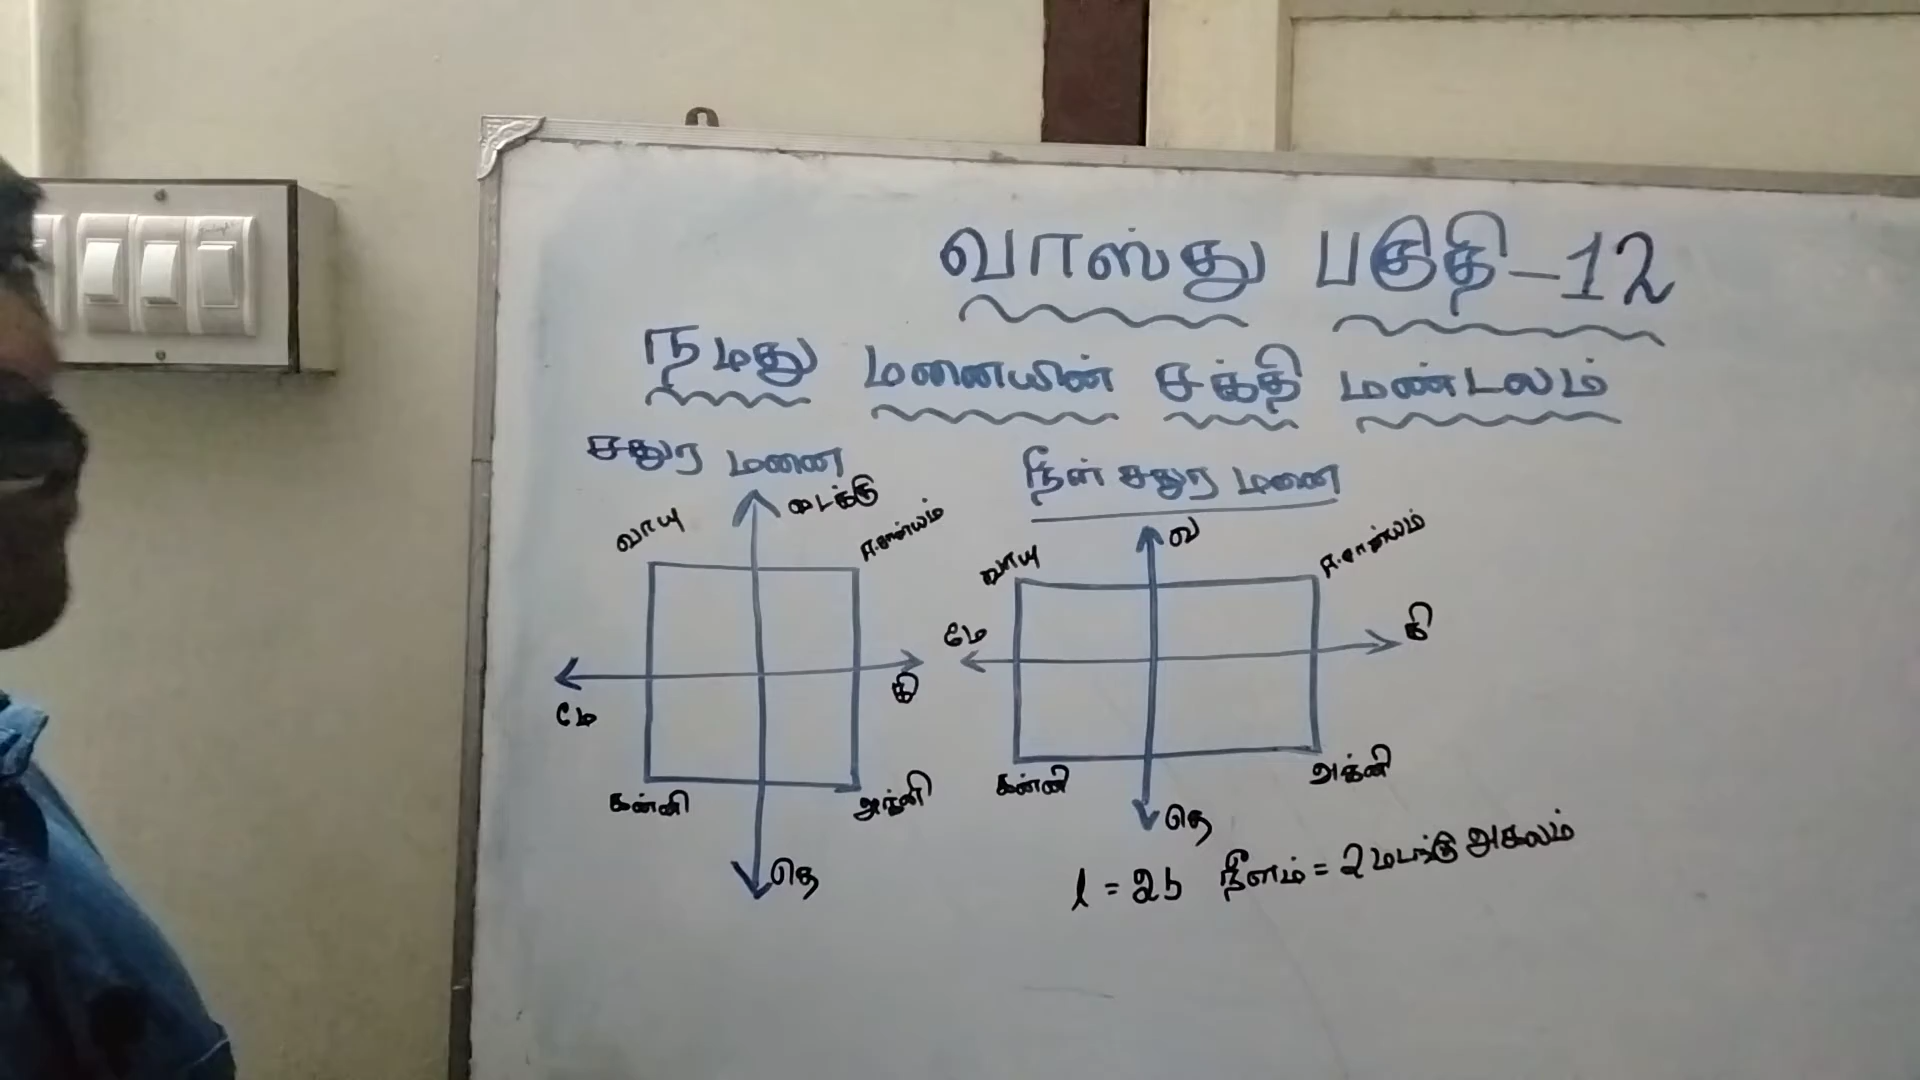 வாஸ்து பகுதி-12
நமது மனையின் சக்தி மண்டலம்
சதுர மனை
நீள் சதுர மனை
வாயு
வடக்கு
ஈசான்யம்
மே
கி
கன்னி
அக்னி
தெ
வாயு
வ
ஈசான்யம்
மே
கி
கன்னி
அக்னி
தெ
l = 2b நீளம் = 2 மடங்கு அகலம்